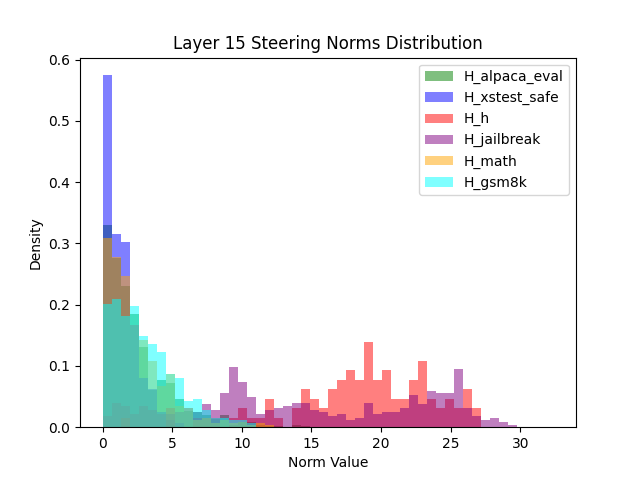 Layer 15 Steering Norms Distribution
0.6
0.5
0.4
0.3
0.2
0.1
0.0
Density
H_alpaca_eval
H_xstest_safe
H_h
H_jailbreak
H_math
H_gsm8k
0 5 10 15 20 25 30
Norm Value